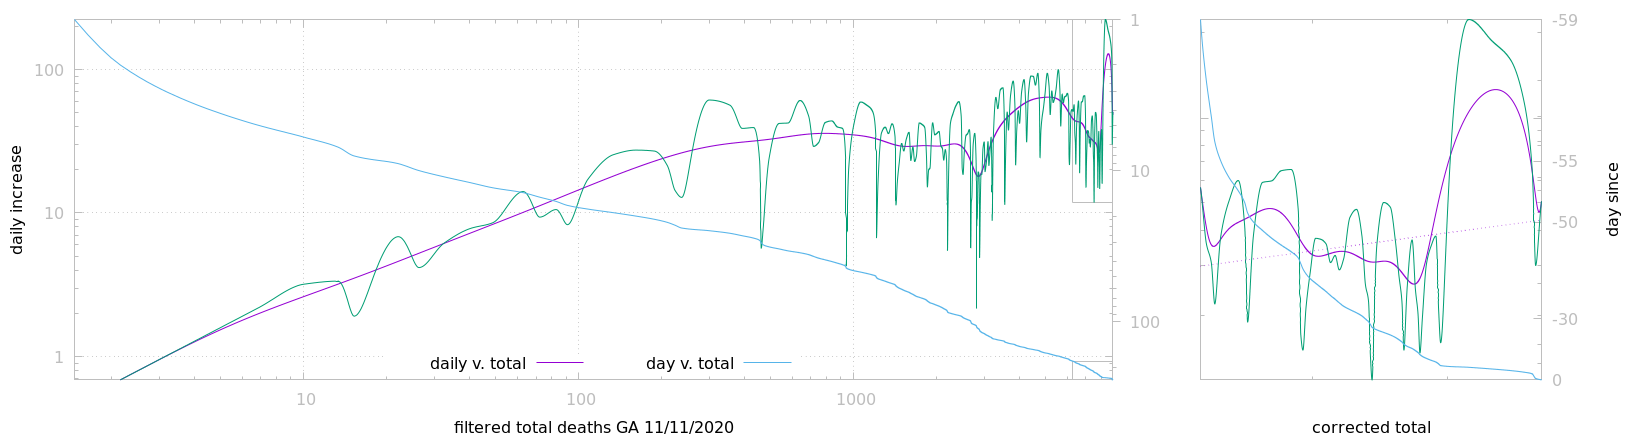 1
-59
100
10
-55
daily increase
10
-50
day since
100
-30
1
daily v. total
day v. total
0
10
100
1000
filtered total deaths GA 11/11/2020
corrected total